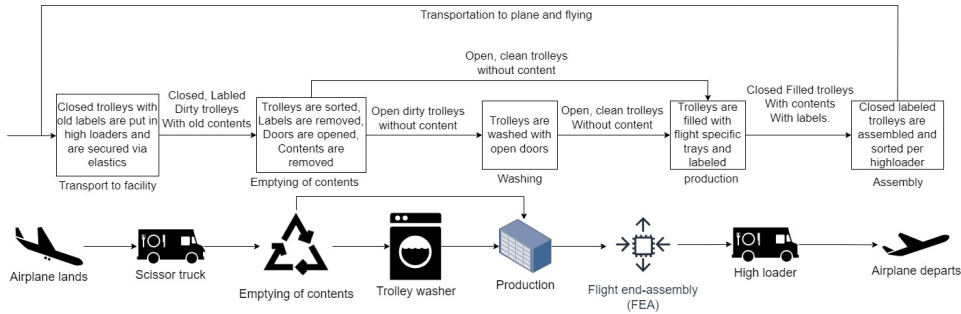 Transportation to plane and flying
Open, clean trolleys
without content
Closed trolleys with
old labels are put in
high loaders and
are secured via
elastics
Transport to facility
Closed, Labled
Dirty trolleys
With old contents
Trolleys are sorted,
Labels are removed,
Doors are opened,
Contents are
removed
Emptying of contents
Open dirty trolleys
without content
Trolleys are
washed with
open doors
Washing
Open, clean trolleys
Without content
Trolleys are
filled with
flight specific
trays and
labeled
production
Closed Filled trolleys
With contents
With labels.
Closed labeled
trolleys are
assembled and
sorted per
highloader
Assembly
Airplane lands
Scissor truck
Emptying of contents
Trolley washer
Production
Flight end-assembly
(FEA)
High loader
Airplane departs